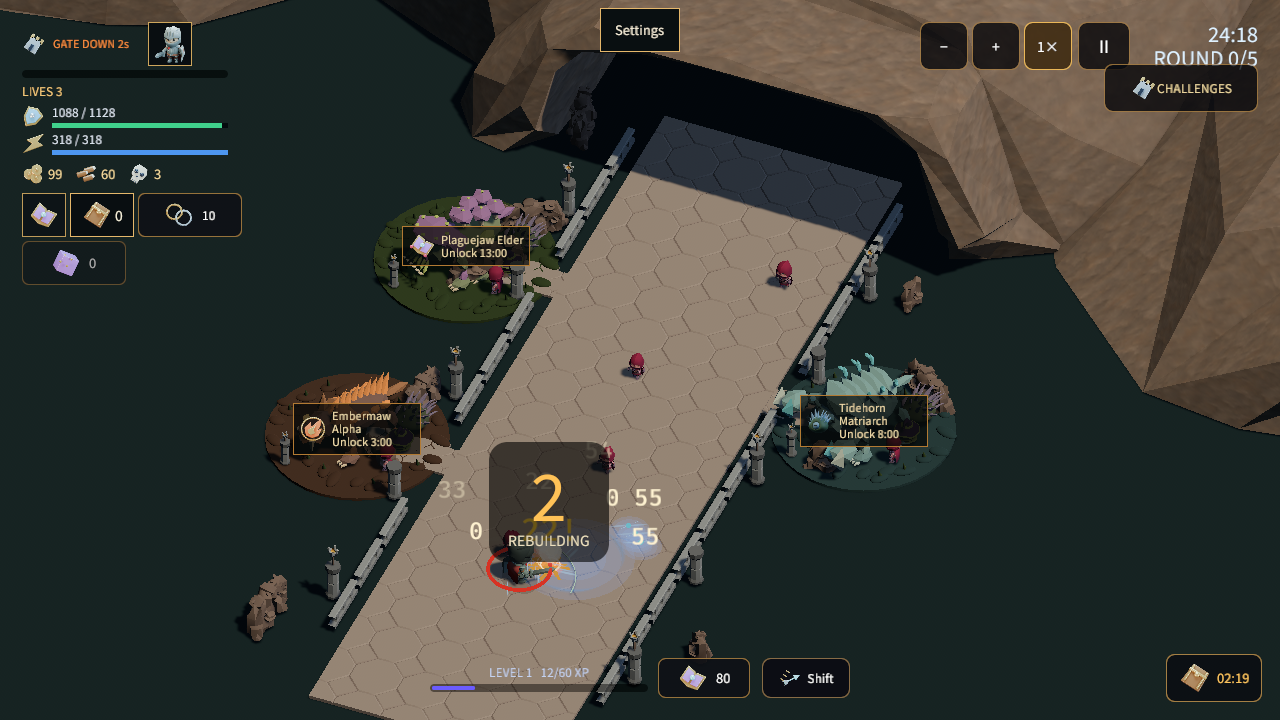 GATE DOWN 2s
Settings
−
+
1×
24:18
ROUND 0/5
CHALLENGES
LIVES 3
1088 / 1128
318 / 318
99
60
3
0
10
0
Plaguejaw Elder
Unlock 13:00
Embermaw
Alpha
Unlock 3:00
Tidehorn
Matriarch
Unlock 8:00
33
0 55
2
0
55
REBUILDING
LEVEL 1 12/60 XP
80
Shift
02:19